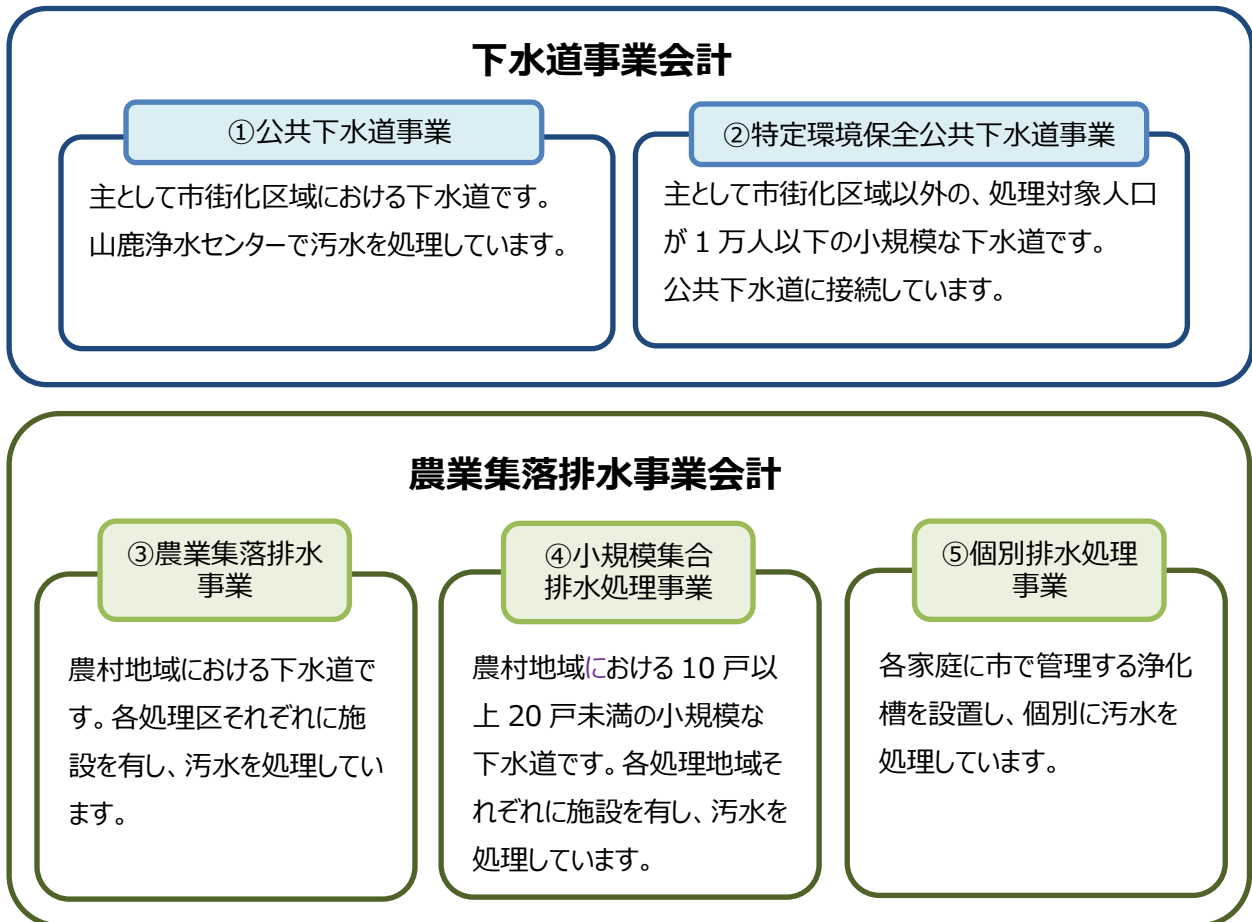 下水道事業会計
①公共下水道事業
主として市街化区域における下水道です。
山鹿浄水センターで汚水を処理しています。
②特定環境保全公共下水道事業
主として市街化区域以外の、処理対象人口
が 1 万人以下の小規模な下水道です。
公共下水道に接続しています。
農業集落排水事業会計
③農業集落排水
事業
農村地域における下水道で
す。各処理区それぞれに施
設を有し、汚水を処理してい
ます。
④小規模集合
排水処理事業
農村地域における 10 戸以
上 20 戸未満の小規模な
下水道です。各処理地域そ
れぞれに施設を有し、汚水を
処理しています。
⑤個別排水処理
事業
各家庭に市で管理する浄化
槽を設置し、個別に汚水を
処理しています。